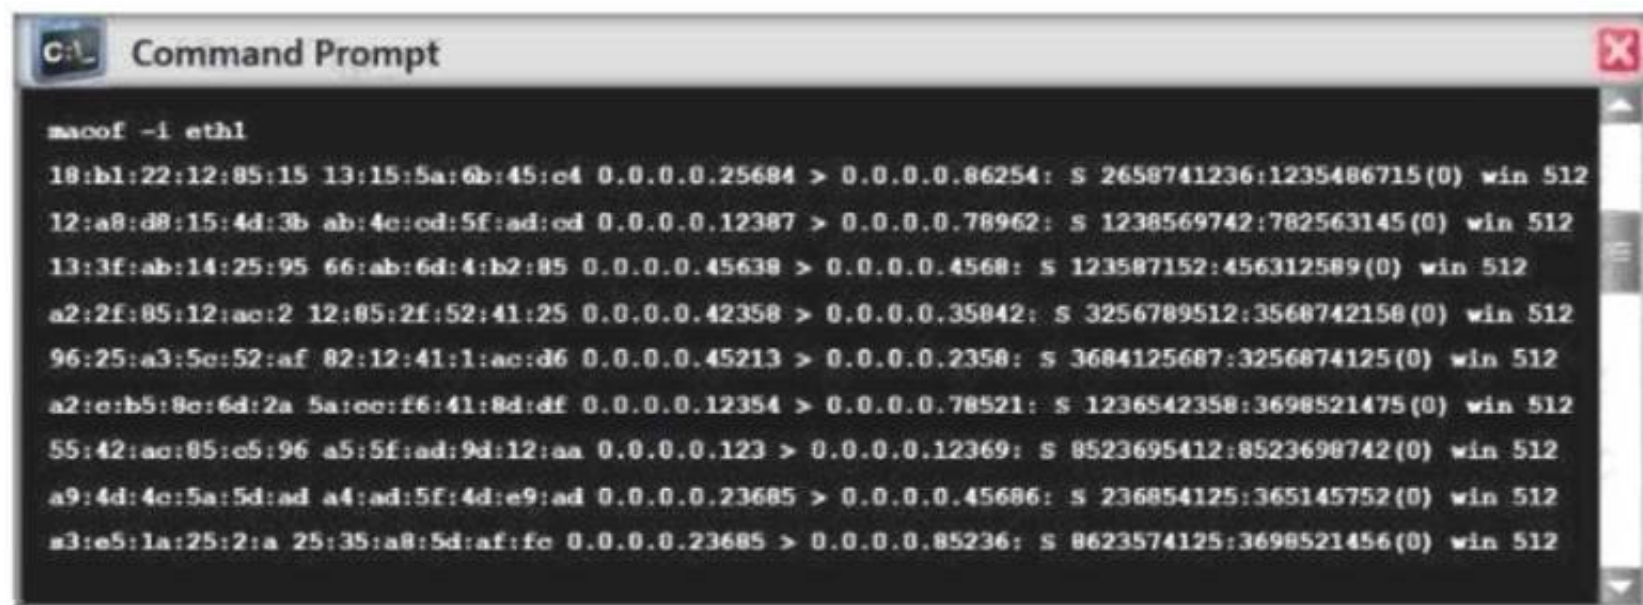 C:\_ Command Prompt
macof -i eth1
18:b1:22:12:85:15 13:15:5a:6b:45:c4 0.0.0.0.25684 > 0.0.0.0.86254: S 2658741236:1235486715(0) win 512
12:a8:d8:15:4d:3b ab:4c:cd:5f:ad:cd 0.0.0.0.12387 > 0.0.0.0.78962: S 1238569742:782563145(0) win 512
13:3f:ab:14:25:95 66:ab:6d:4:b2:85 0.0.0.0.45638 > 0.0.0.0.4568: S 123587152:456312589(0) win 512
a2:2f:85:12:ac:2 12:85:2f:52:41:25 0.0.0.0.42358 > 0.0.0.0.35842: S 3256789512:3568742158(0) win 512
96:25:a3:5c:52:af 82:12:41:1:ac:d6 0.0.0.0.45213 > 0.0.0.0.2358: S 3684125687:3256874125(0) win 512
a2:c:b5:8c:6d:2a 5a:cc:f6:41:8d:df 0.0.0.0.12354 > 0.0.0.0.78521: S 1236542358:3698521475(0) win 512
55:42:ac:85:c5:96 a5:5f:ad:9d:12:aa 0.0.0.0.123 > 0.0.0.0.12369: S 8523695412:8523698742(0) win 512
a9:4d:4c:5a:5d:ad a4:ad:5f:4d:e9:ad 0.0.0.0.23685 > 0.0.0.0.45686: S 236854125:365145752(0) win 512
s3:e5:1a:25:2:a 25:35:a8:5d:af:fc 0.0.0.0.23685 > 0.0.0.0.85236: S 8623574125:3698521456(0) win 512